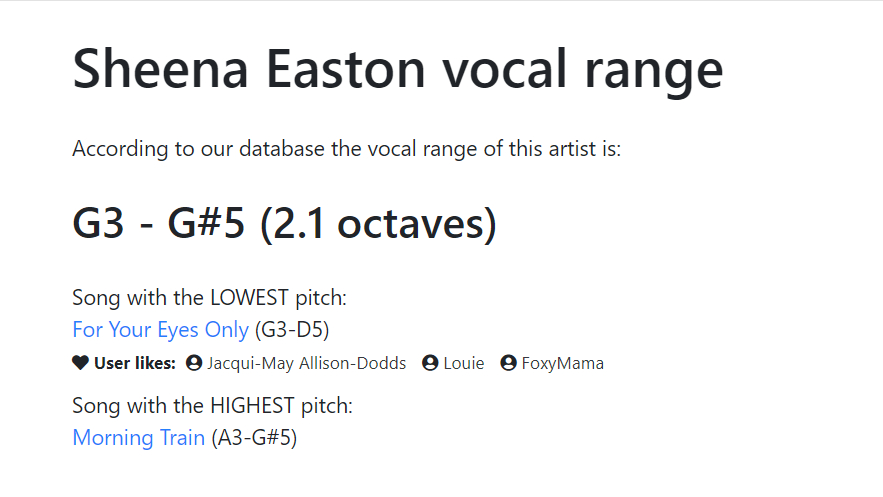 Sheena Easton vocal range
According to our database the vocal range of this artist is:
G3 - G#5 (2.1 octaves)
Song with the LOWEST pitch:
For Your Eyes Only (G3-D5)
User likes: Jacqui-May Allison-Dodds Louie FoxyMama
Song with the HIGHEST pitch:
Morning Train (A3-G#5)